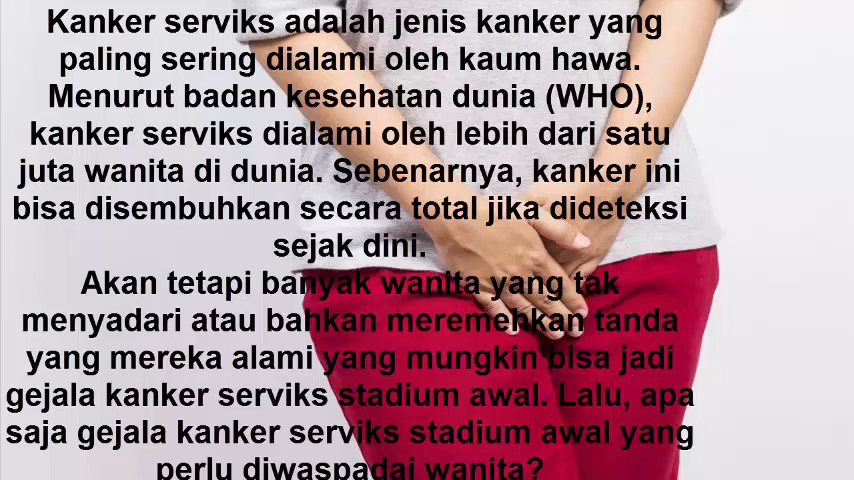 Kanker serviks adalah jenis kanker yang
paling sering dialami oleh kaum hawa.
Menurut badan kesehatan dunia (WHO),
kanker serviks dialami oleh lebih dari satu
juta wanita di dunia. Sebenarnya, kanker ini
bisa disembuhkan secara total jika dideteksi
sejak dini.
Akan tetapi banyak wanita yang tak
menyadari atau bahkan meremehkan tanda
yang mereka alami yang mungkin bisa jadi
gejala kanker serviks stadium awal. Lalu, apa
saja gejala kanker serviks stadium awal yang
perlu diwaspadai wanita?